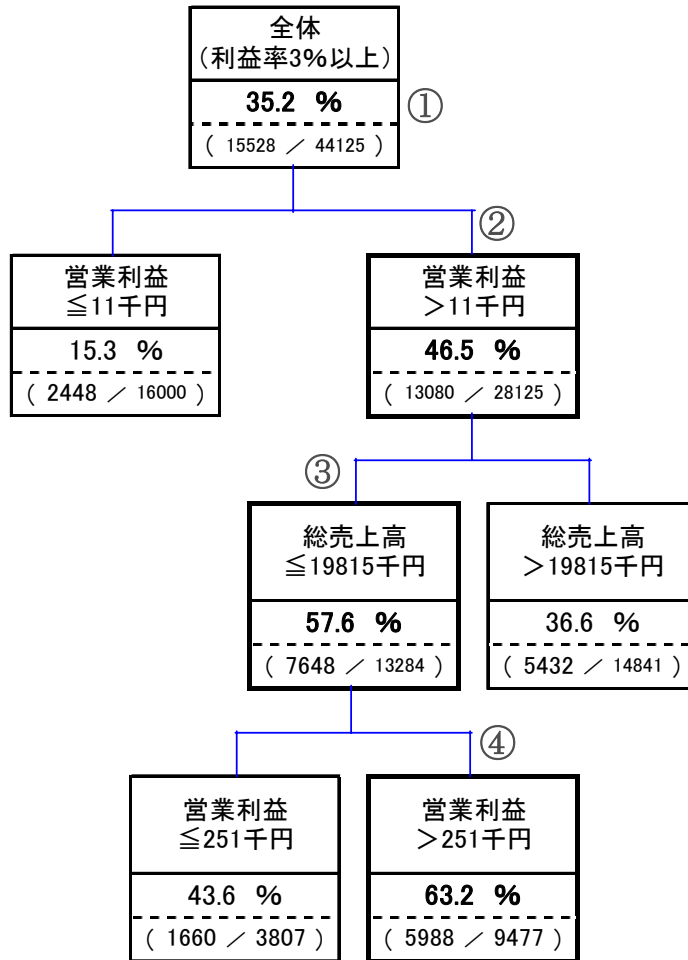 全体
（利益率3%以上）
35.2 %
①
（ 15528 ／ 44125 ）
②
営業利益
≦11千円
15.3 %
（ 2448 ／ 16000 ）
営業利益
＞11千円
46.5 %
（ 13080 ／ 28125 ）
③
総売上高
≦19815千円
57.6 %
（ 7648 ／ 13284 ）
総売上高
＞19815千円
36.6 %
（ 5432 ／ 14841 ）
④
営業利益
≦251千円
43.6 %
（ 1660 ／ 3807 ）
営業利益
＞251千円
63.2 %
（ 5988 ／ 9477 ）